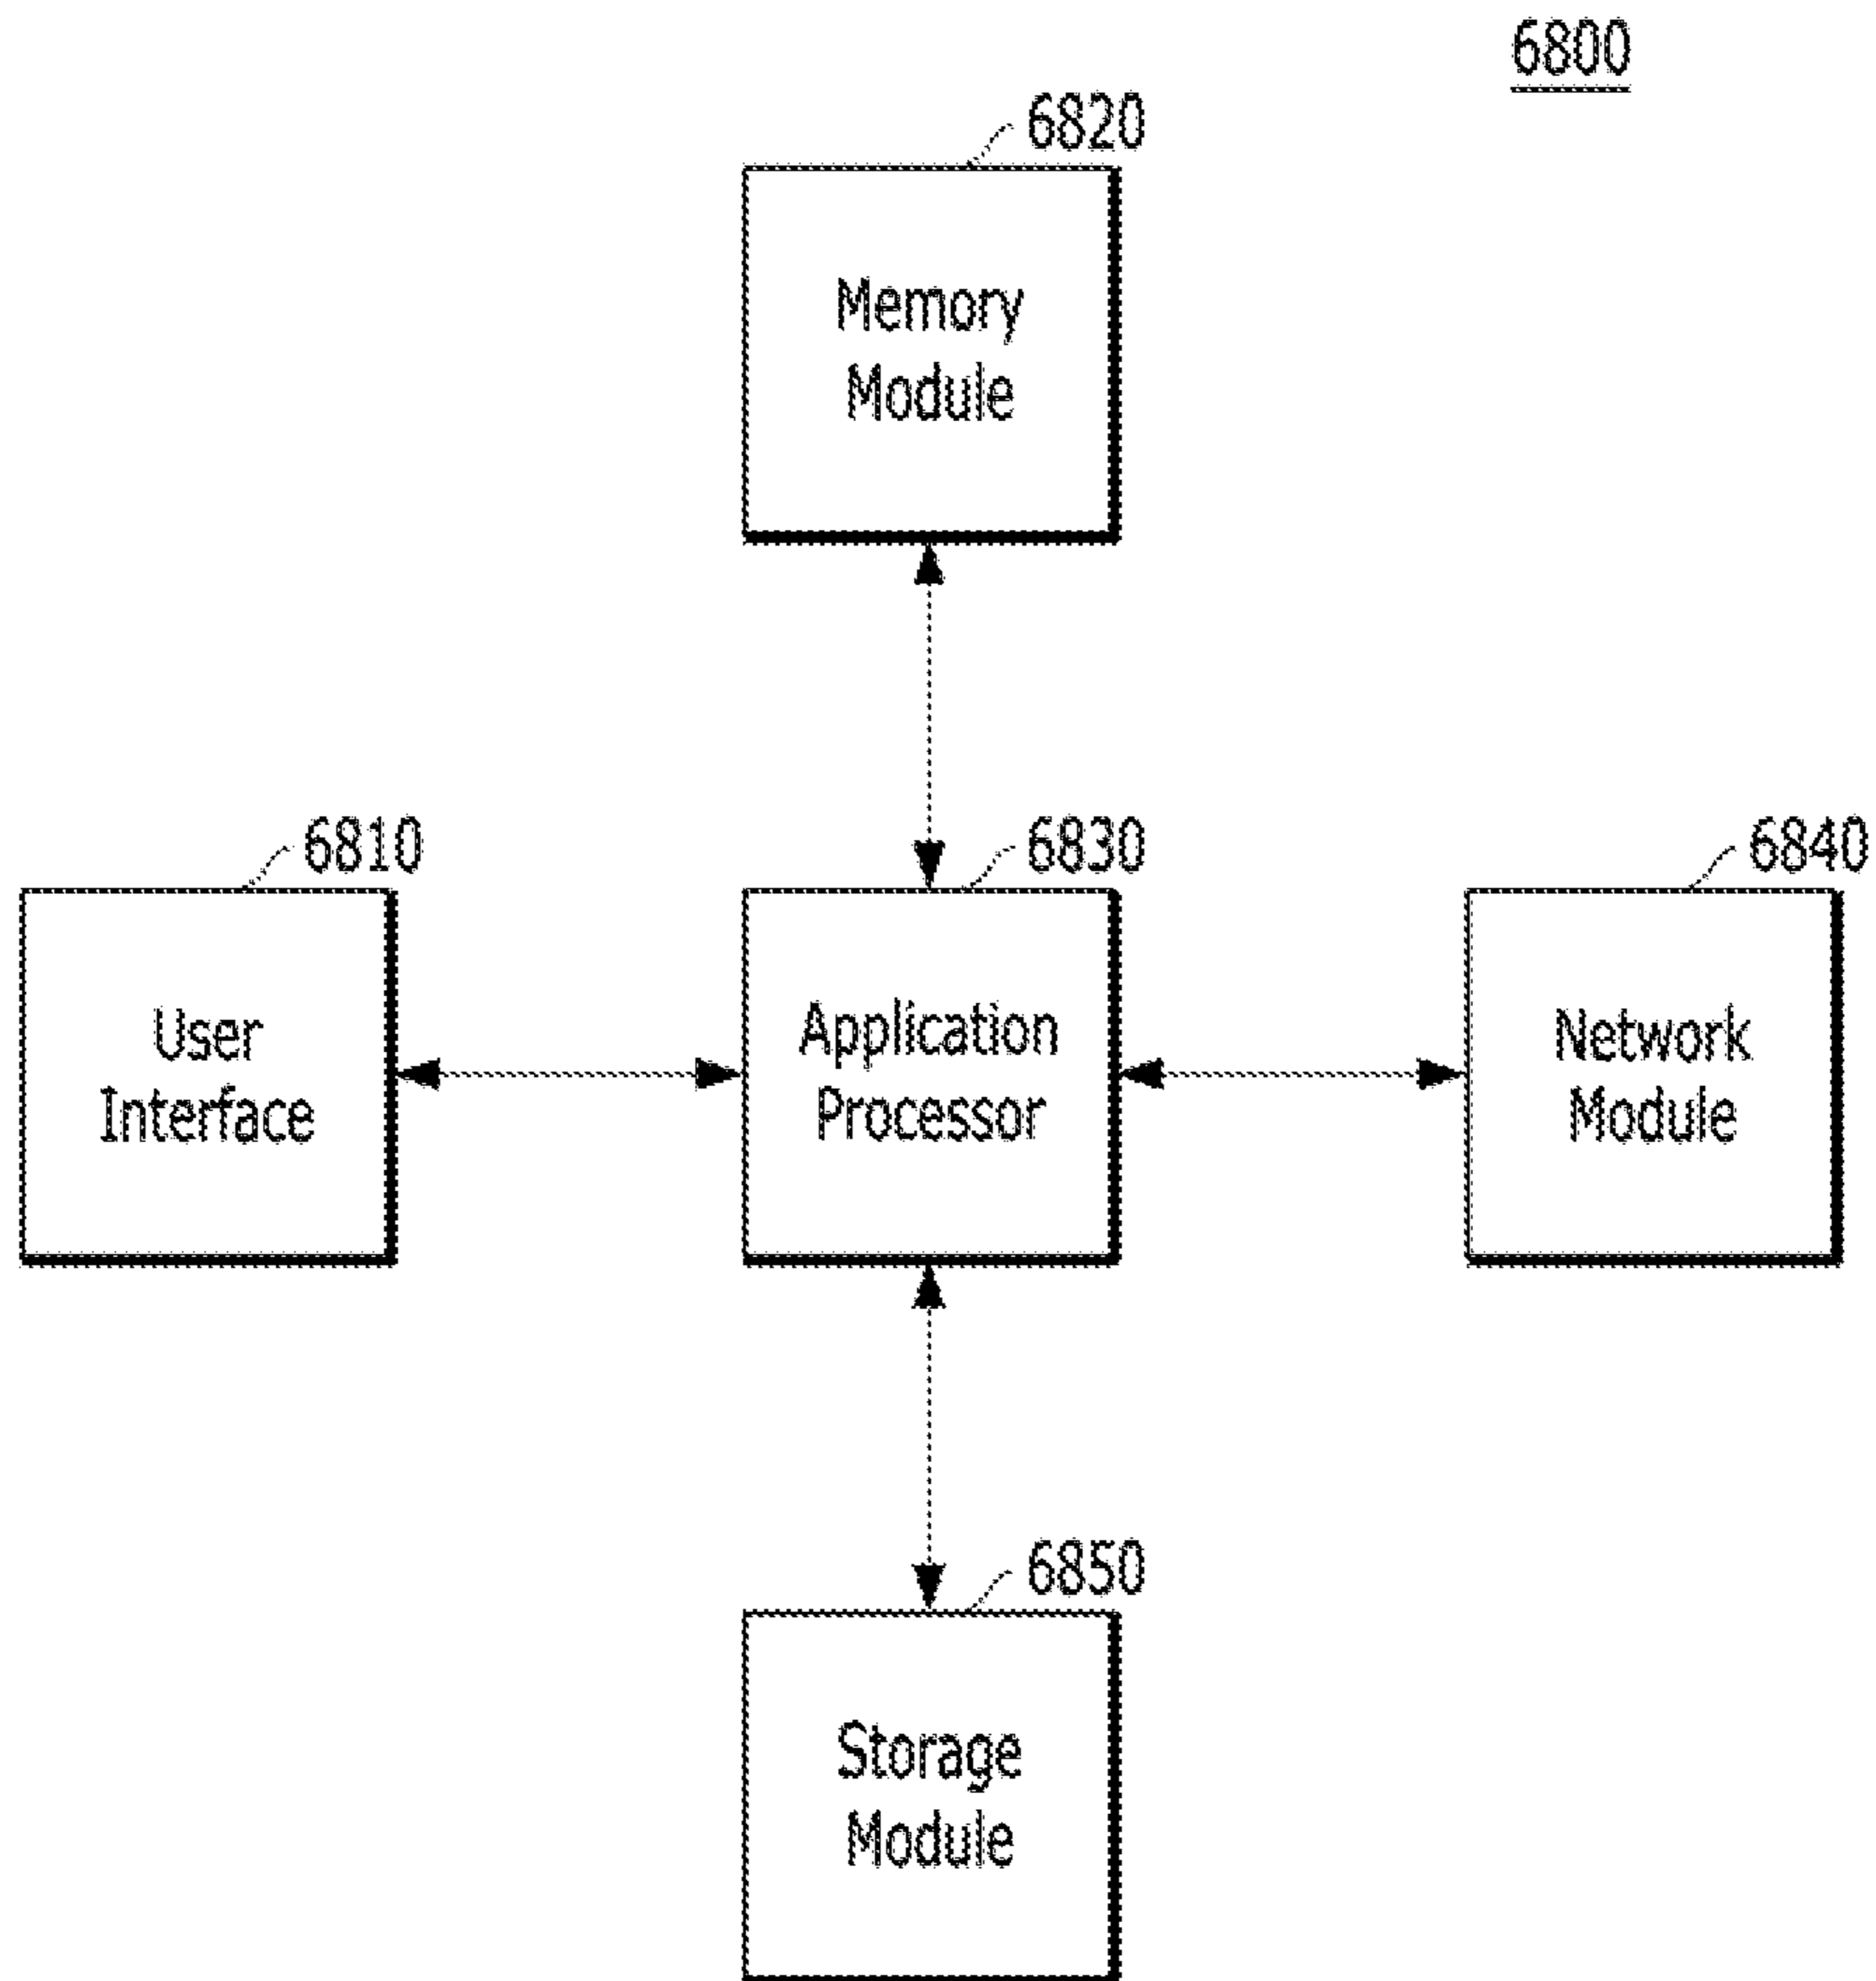 6800
6820
Memory
Module
6810
6830
6840
User
Interface
Application
Processor
Network
Module
6850
Storage
Module